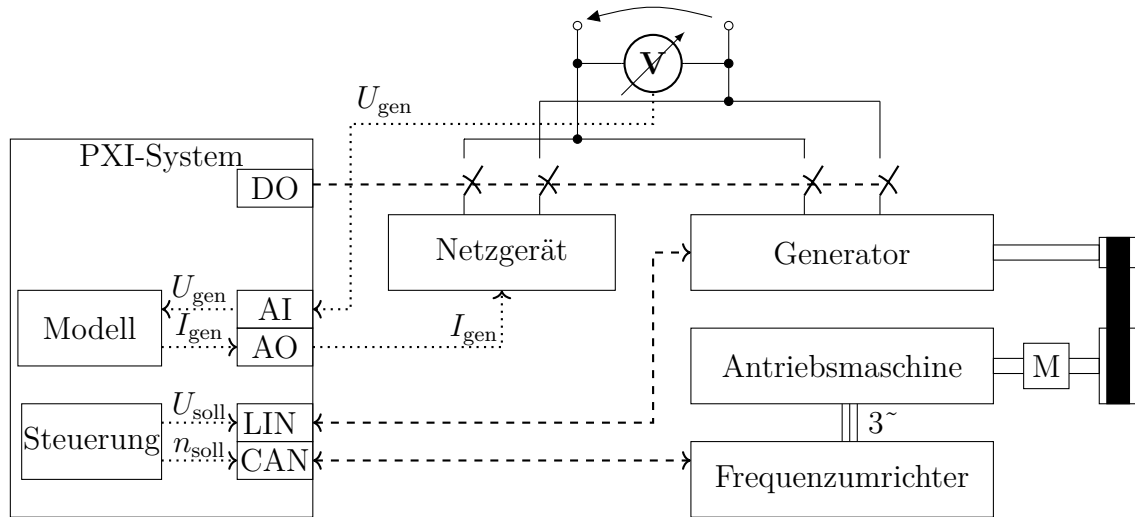 V
U_gen
PXI-System
DO
Netzgerät
Generator
U_gen
AI
Modell
I_gen
AO
I_gen
Antriebsmaschine
M
U_soll
LIN
3~
Steuerung
n_soll
CAN
Frequenzumrichter